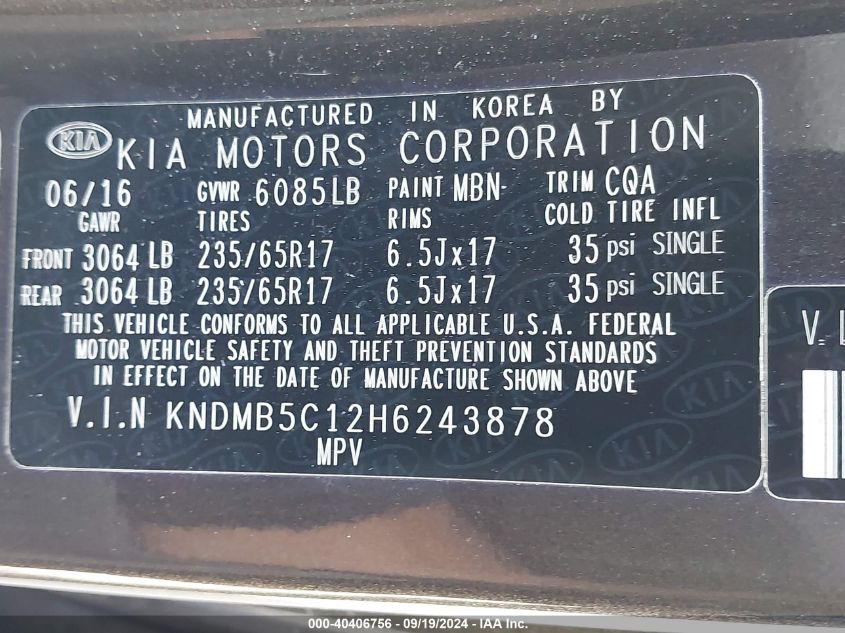 MANUFACTURED IN KOREA BY
KIA KIA MOTORS CORPORATION
06/16 GVWR 6085LB PAINT MBN- TRIM CQA
GAWR TIRES RIMS COLD TIRE INFL
FRONT 3064 LB 235/65R17 6.5Jx17 35 psi SINGLE
REAR 3064 LB 235/65R17 6.5Jx17 35 psi SINGLE
THIS VEHICLE CONFORMS TO ALL APPLICABLE U.S.A. FEDERAL
MOTOR VEHICLE SAFETY AND THEFT PREVENTION STANDARDS
IN EFFECT ON THE DATE OF MANUFACTURE SHOWN ABOVE
V.I.N KNDMB5C12H6243878
MPV
000-40406756 - 09/19/2024 - IAA Inc.